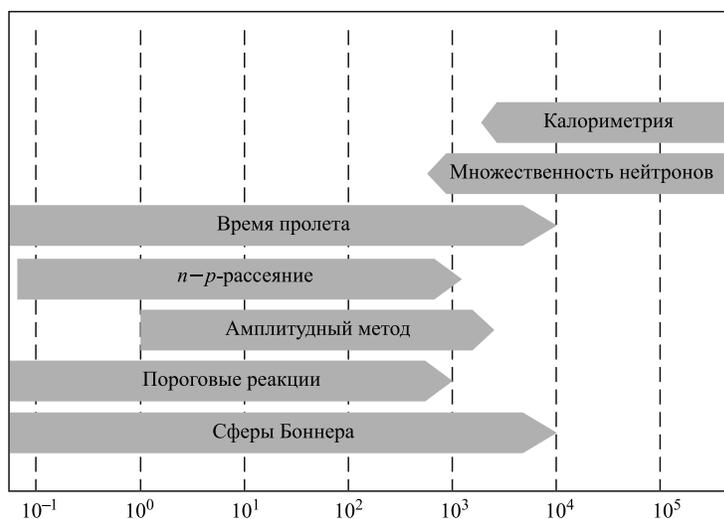 Калориметрия
Множественность нейтронов
Время пролета
n−p-рассеяние
Амплитудный метод
Пороговые реакции
Сферы Боннера
10⁻¹ 10⁰ 10¹ 10² 10³ 10⁴ 10⁵